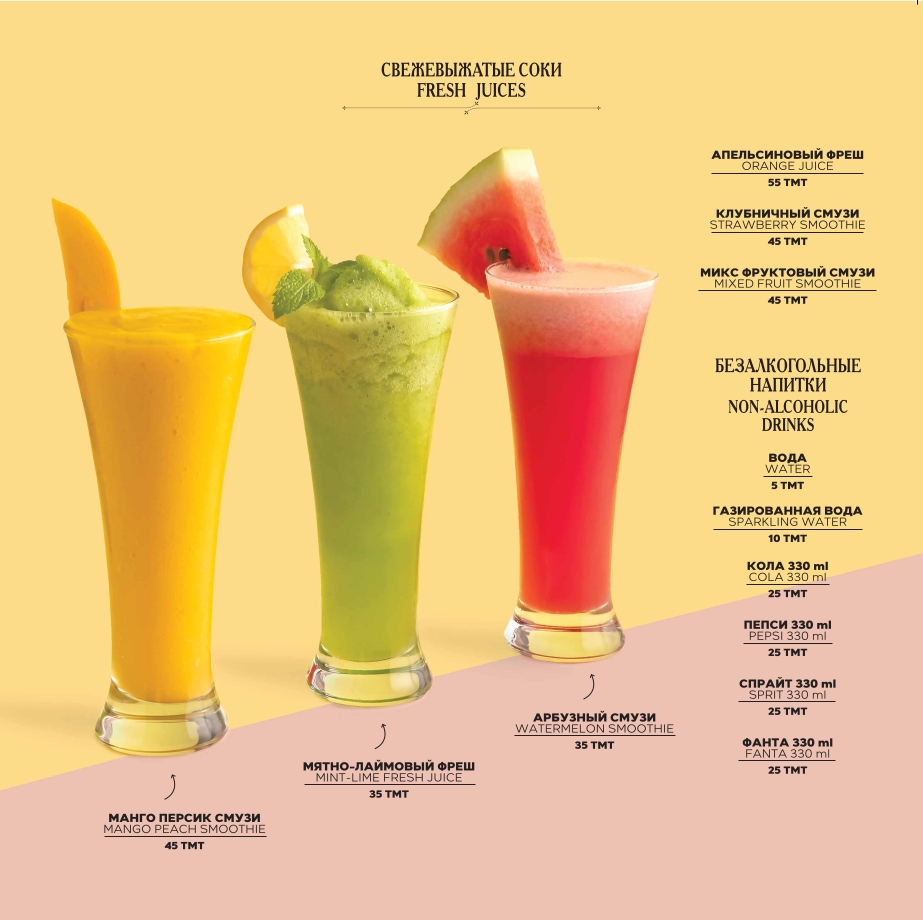 СВЕЖЕВЫЖАТЫЕ СОКИ
FRESH JUICES
АПЕЛЬСИНОВЫЙ ФРЕШ
ORANGE JUICE
55 TMT
КЛУБНИЧНЫЙ СМУЗИ
STRAWBERRY SMOOTHIE
45 TMT
МИКС ФРУКТОВЫЙ СМУЗИ
MIXED FRUIT SMOOTHIE
45 TMT
БЕЗАЛКОГОЛЬНЫЕ
НАПИТКИ
NON-ALCOHOLIC
DRINKS
ВОДА
WATER
5 TMT
ГАЗИРОВАННАЯ ВОДА
SPARKLING WATER
10 TMT
КОЛА 330 ml
COLA 330 ml
25 TMT
ПЕПСИ 330 ml
PEPSI 330 ml
25 TMT
СПРАЙТ 330 ml
SPRIT 330 ml
25 TMT
ФАНТА 330 ml
FANTA 330 ml
25 TMT
АРБУЗНЫЙ СМУЗИ
WATERMELON SMOOTHIE
35 TMT
МЯТНО-ЛАЙМОВЫЙ ФРЕШ
MINT-LIME FRESH JUICE
35 TMT
МАНГО ПЕРСИК СМУЗИ
MANGO PEACH SMOOTHIE
45 TMT